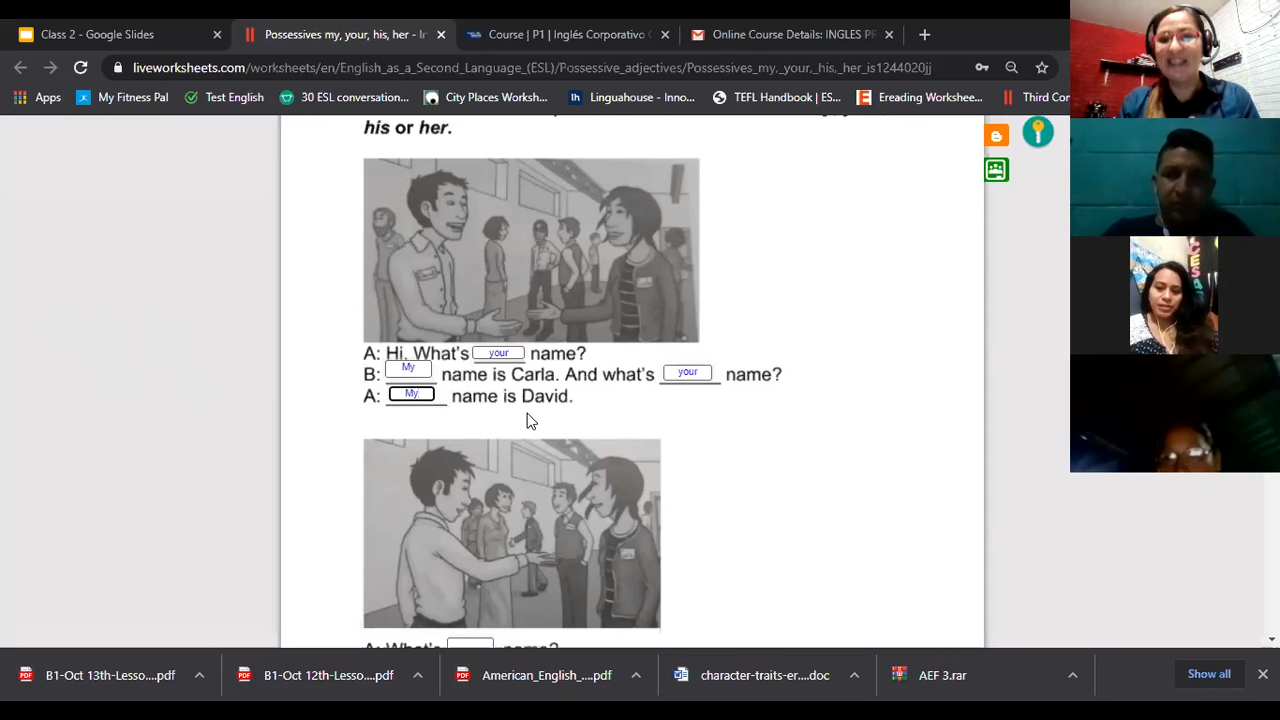 Class 2 - Google Slides
Possessives my, your, his, her - Ir
Course | P1 | Inglés Corporativo
Online Course Details: INGLES PR
liveworksheets.com/worksheets/en/English_as_a_Second_Language_(ESL)/Possessive_adjectives/Possessives_my,_your,_his,_her_is1244020jj
Apps
My Fitness Pal
Test English
30 ESL conversation...
City Places Worksh...
Linguahouse - Inno...
TEFL Handbook | ES...
Ereading Workshee...
Third Con
his or her.
A: Hi. What's your name?
B: My name is Carla. And what's your name?
A: My name is David.
A: What's name?
B1-Oct 13th-Lesso....pdf
B1-Oct 12th-Lesso....pdf
American_English_....pdf
character-traits-er....doc
AEF 3.rar
Show all